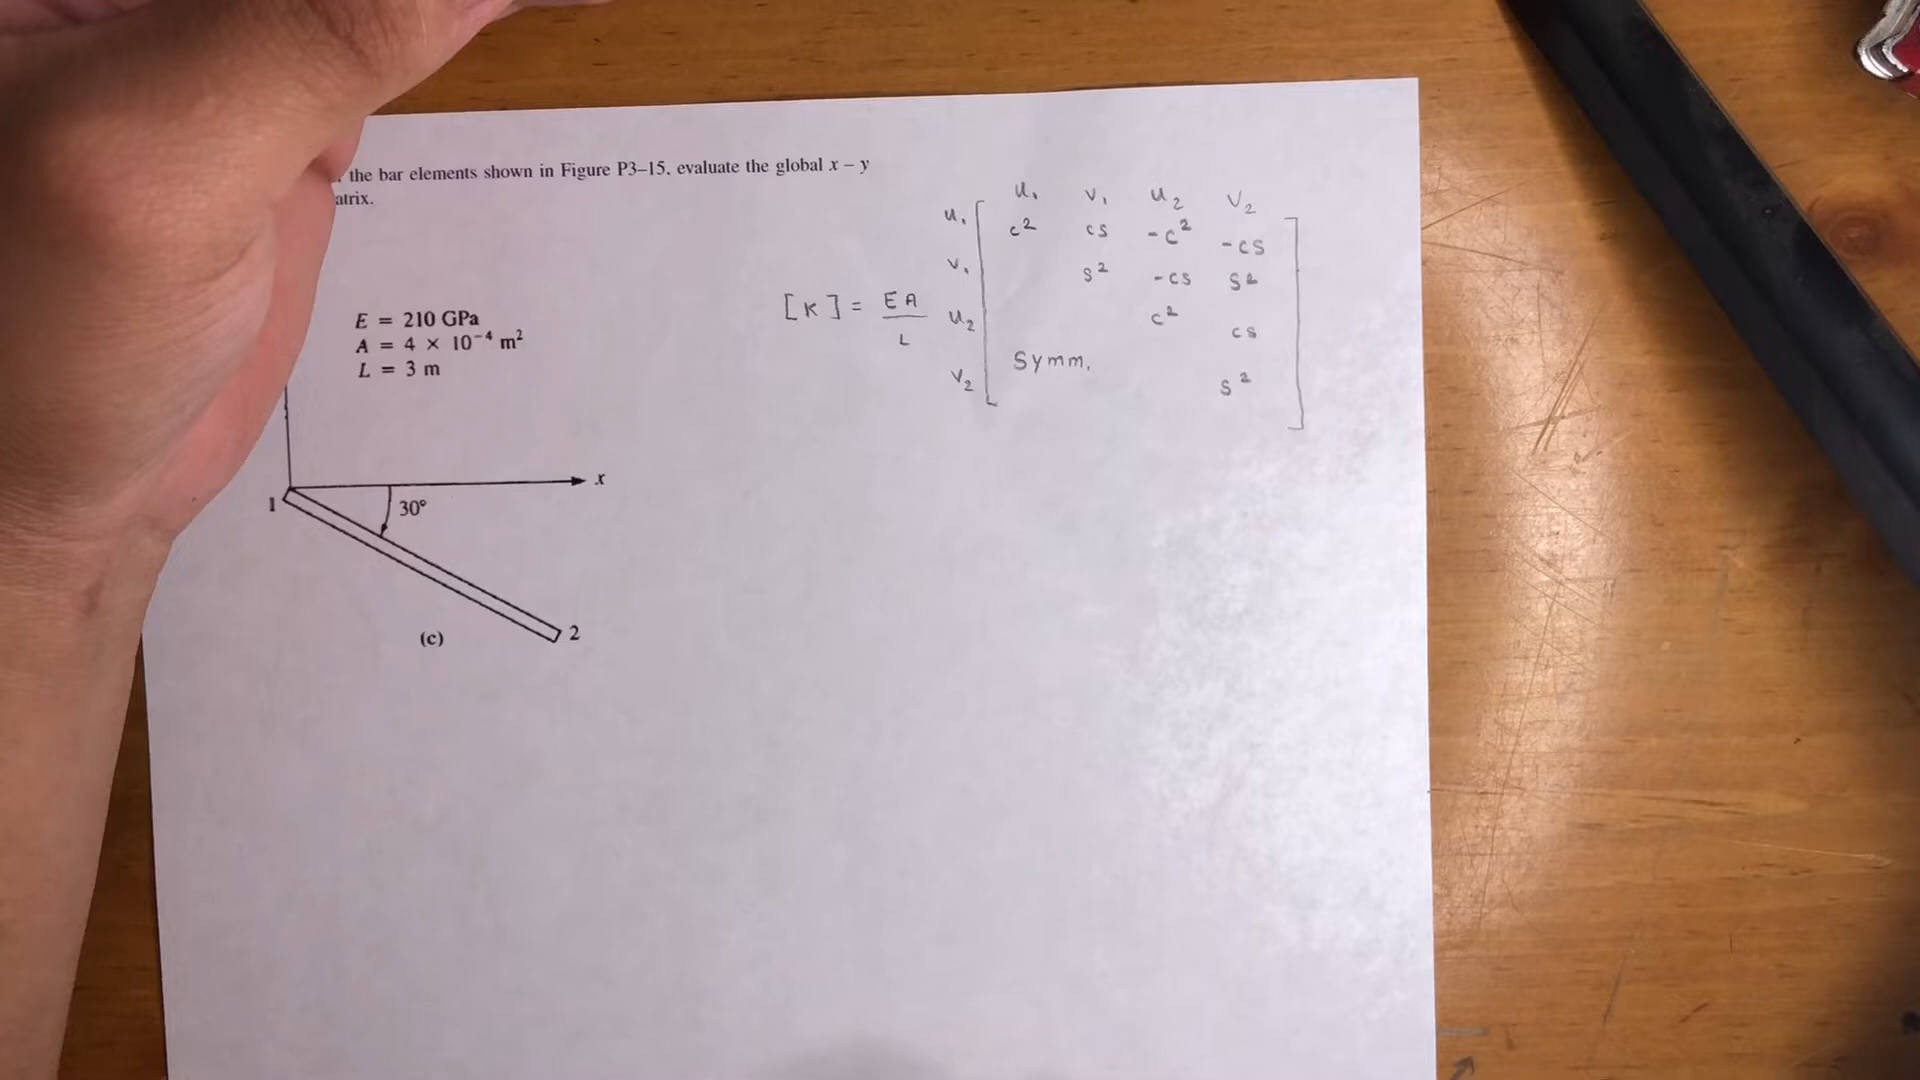 the bar elements shown in Figure P3–15, evaluate the global x – y
atrix.
E = 210 GPa
A = 4 × 10⁻⁴ m²
L = 3 m
x
1
30°
2
(c)
u₁ v₁ u₂ v₂
u₁ c² cs -c² -cs
v₁ s² -cs s²
[K] = EA/L
u₂ c² cs
Symm.
v₂ s²